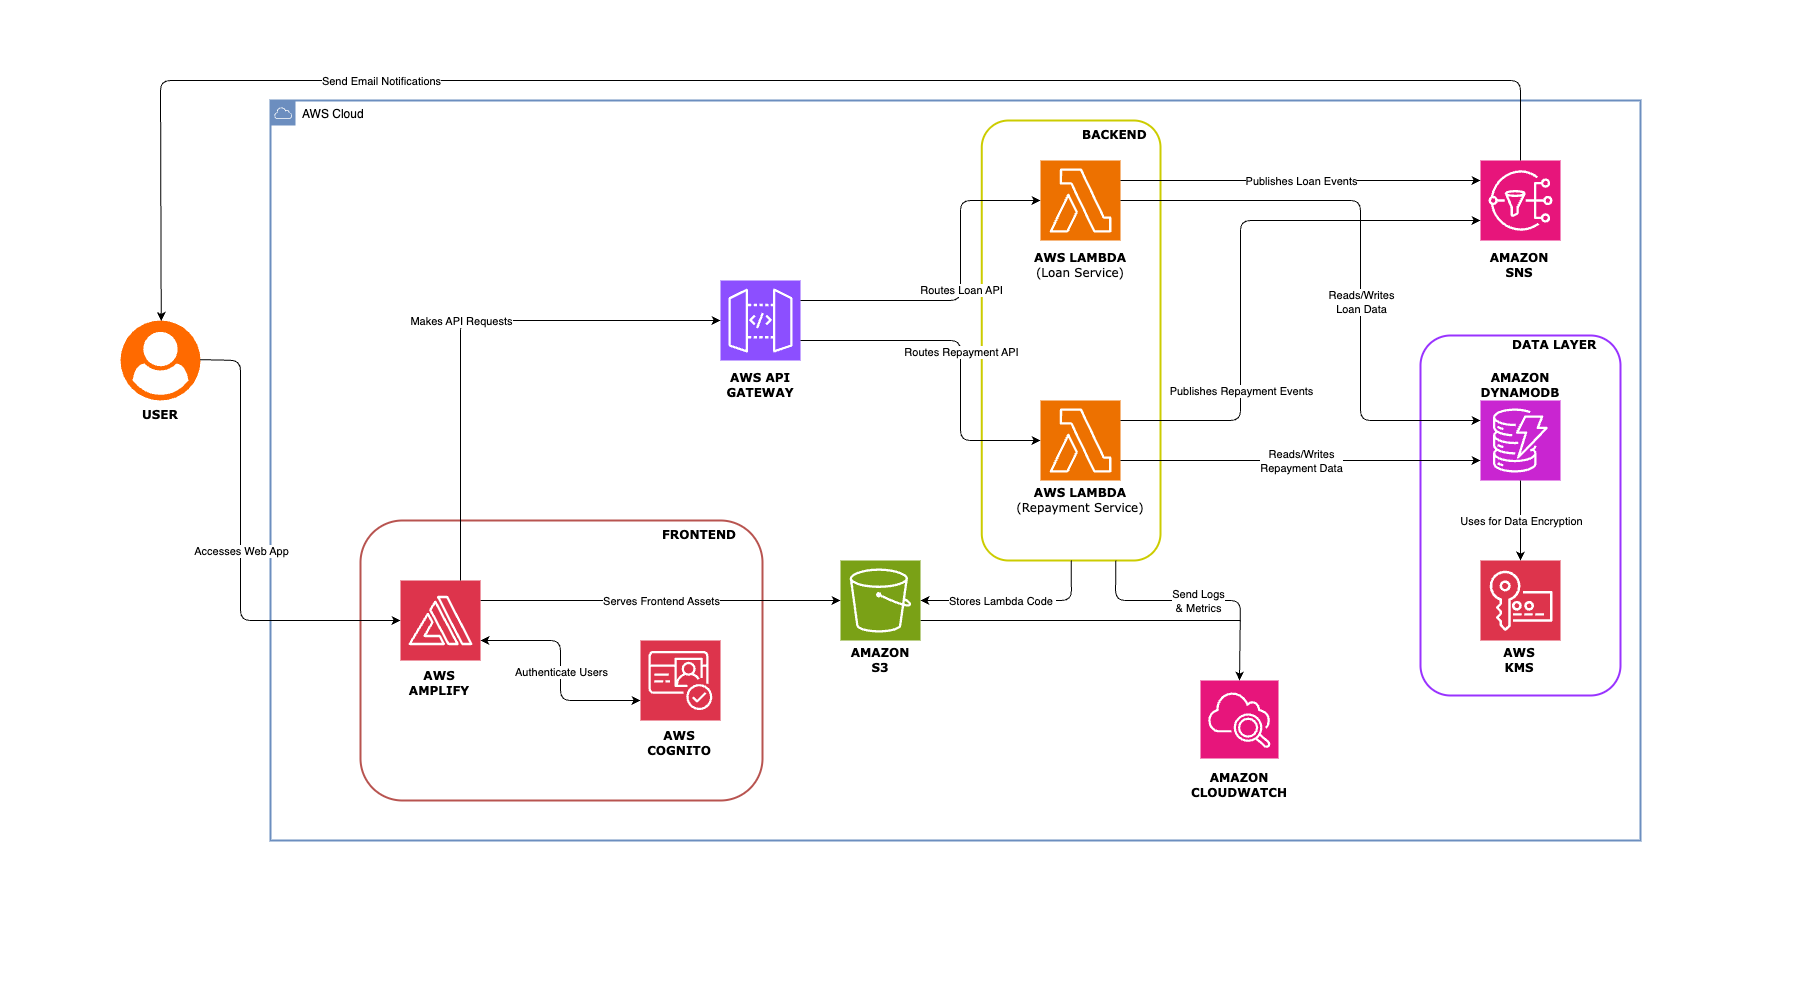 Send Email Notifications
AWS Cloud
BACKEND
Publishes Loan Events
AWS LAMBDA
(Loan Service)
AMAZON
SNS
Routes Loan API
Reads/Writes
Loan Data
Makes API Requests
Routes Repayment API
AWS API
GATEWAY
USER
DATA LAYER
AMAZON
DYNAMODB
Publishes Repayment Events
Reads/Writes
Repayment Data
AWS LAMBDA
(Repayment Service)
Uses for Data Encryption
FRONTEND
Accesses Web App
Serves Frontend Assets
Stores Lambda Code
Send Logs
& Metrics
AMAZON
S3
AWS
KMS
Authenticate Users
AWS
AMPLIFY
AWS
COGNITO
AMAZON
CLOUDWATCH